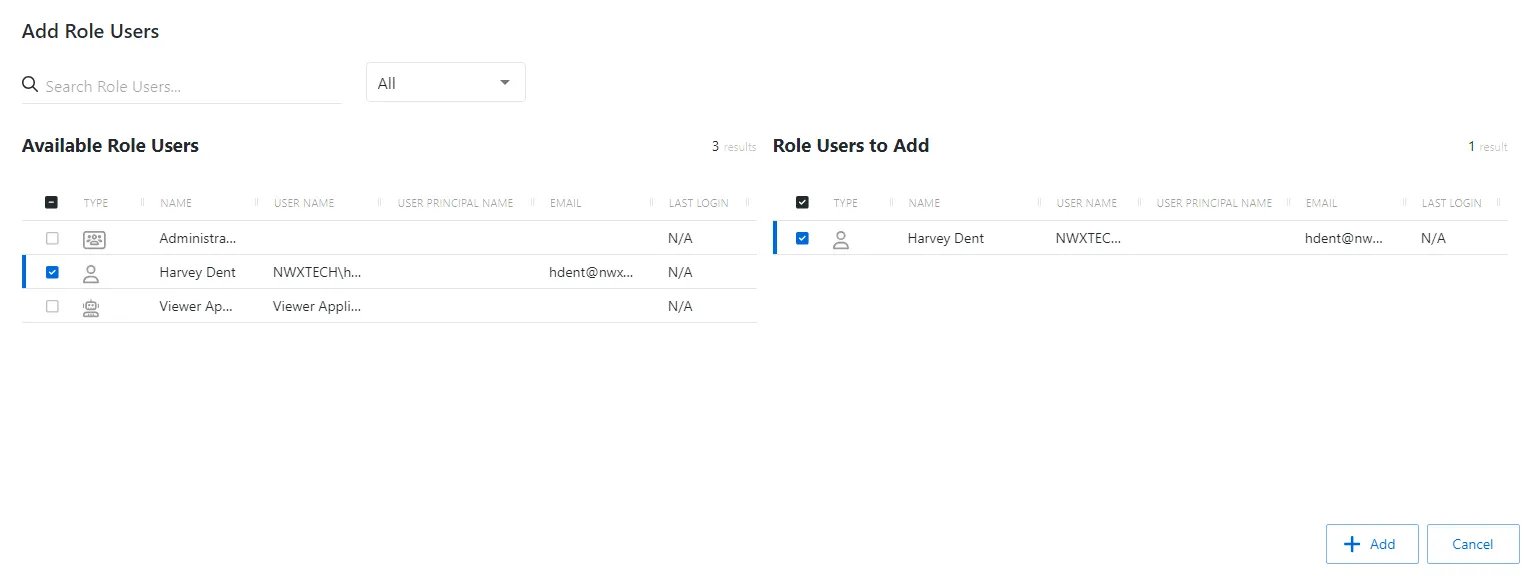 Add Role Users
Search Role Users...
All
Available Role Users
3 results
TYPE NAME USER NAME USER PRINCIPAL NAME EMAIL LAST LOGIN
Administra... N/A
Harvey Dent NWXTECH\h... hdent@nwx... N/A
Viewer Ap... Viewer Appli... N/A
Role Users to Add
1 result
TYPE NAME USER NAME USER PRINCIPAL NAME EMAIL LAST LOGIN
Harvey Dent NWXTEC... hdent@nw... N/A
Add
Cancel